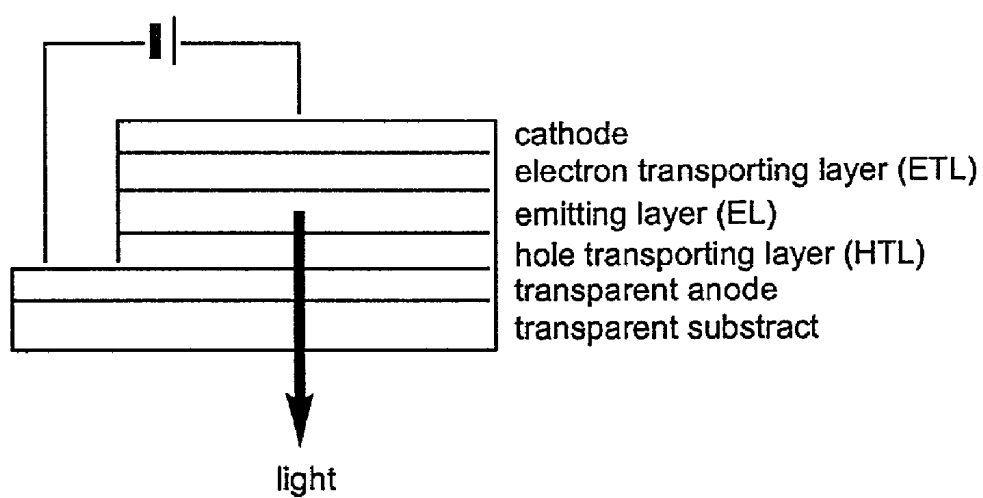 cathode
electron transporting layer (ETL)
emitting layer (EL)
hole transporting layer (HTL)
transparent anode
transparent substract
light